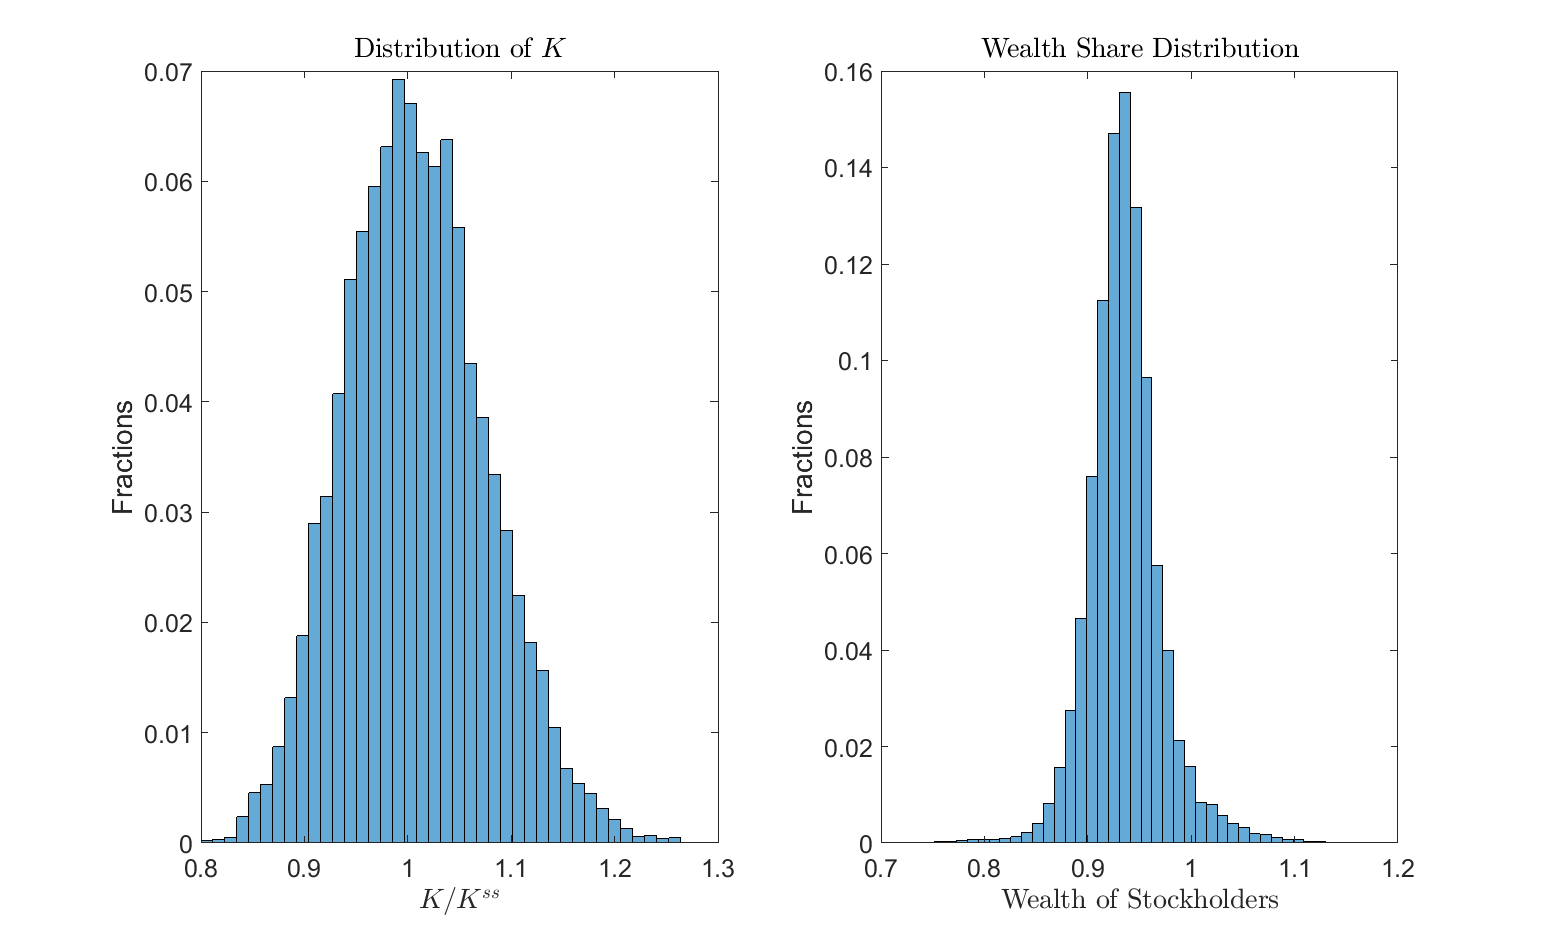 Distribution of K
0.07
0.06
0.05
0.04
0.03
0.02
0.01
0
Fractions
0.8 0.9 1 1.1 1.2 1.3
K/K^{ss}
Wealth Share Distribution
0.16
0.14
0.12
0.1
0.08
0.06
0.04
0.02
0
Fractions
0.7 0.8 0.9 1 1.1 1.2
Wealth of Stockholders